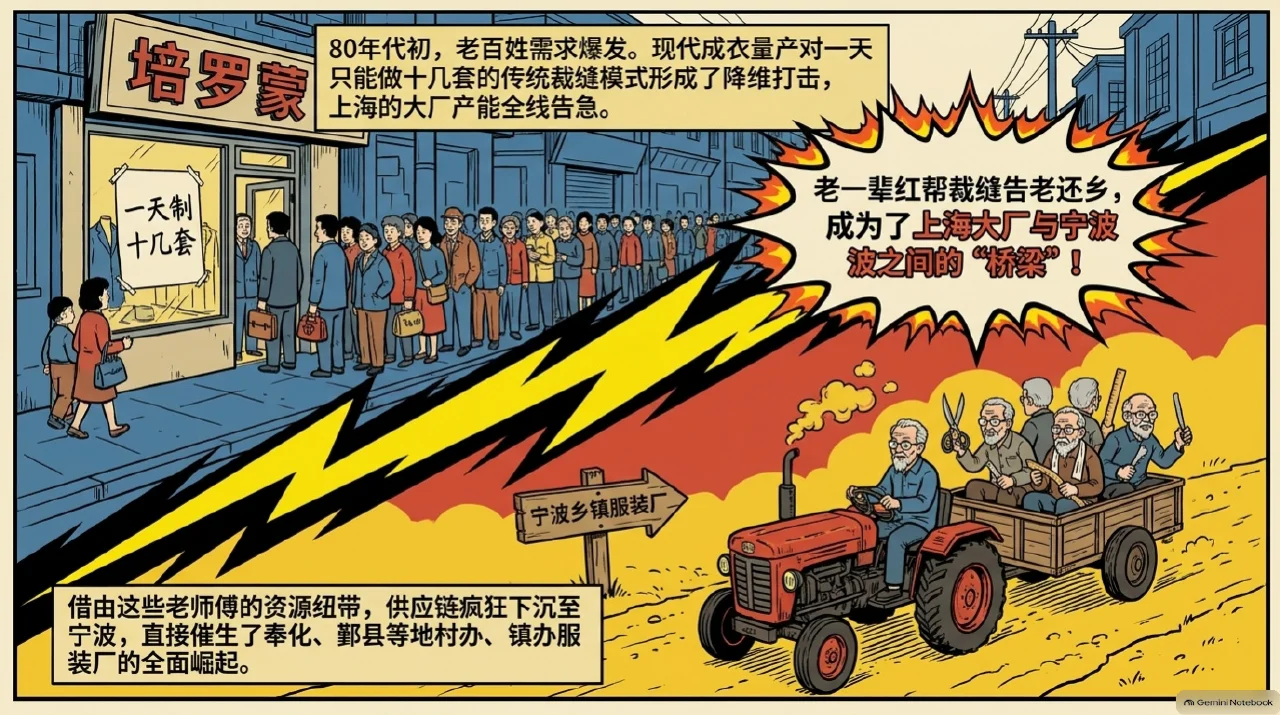 培罗蒙
80年代初，老百姓需求爆发。现代成衣量产对一天
只能做十几套的传统裁缝模式形成了降维打击，
上海的大厂产能全线告急。
一天制
十几套
老一辈红帮裁缝告老还乡，
成为了上海大厂与宁波
波之间的“桥梁”！
宁波乡镇服装厂
借由这些老师傅的资源纽带，供应链疯狂下沉至
宁波，直接催生了奉化、鄞县等地村办、镇办服
装厂的全面崛起。
Gemini Notebook